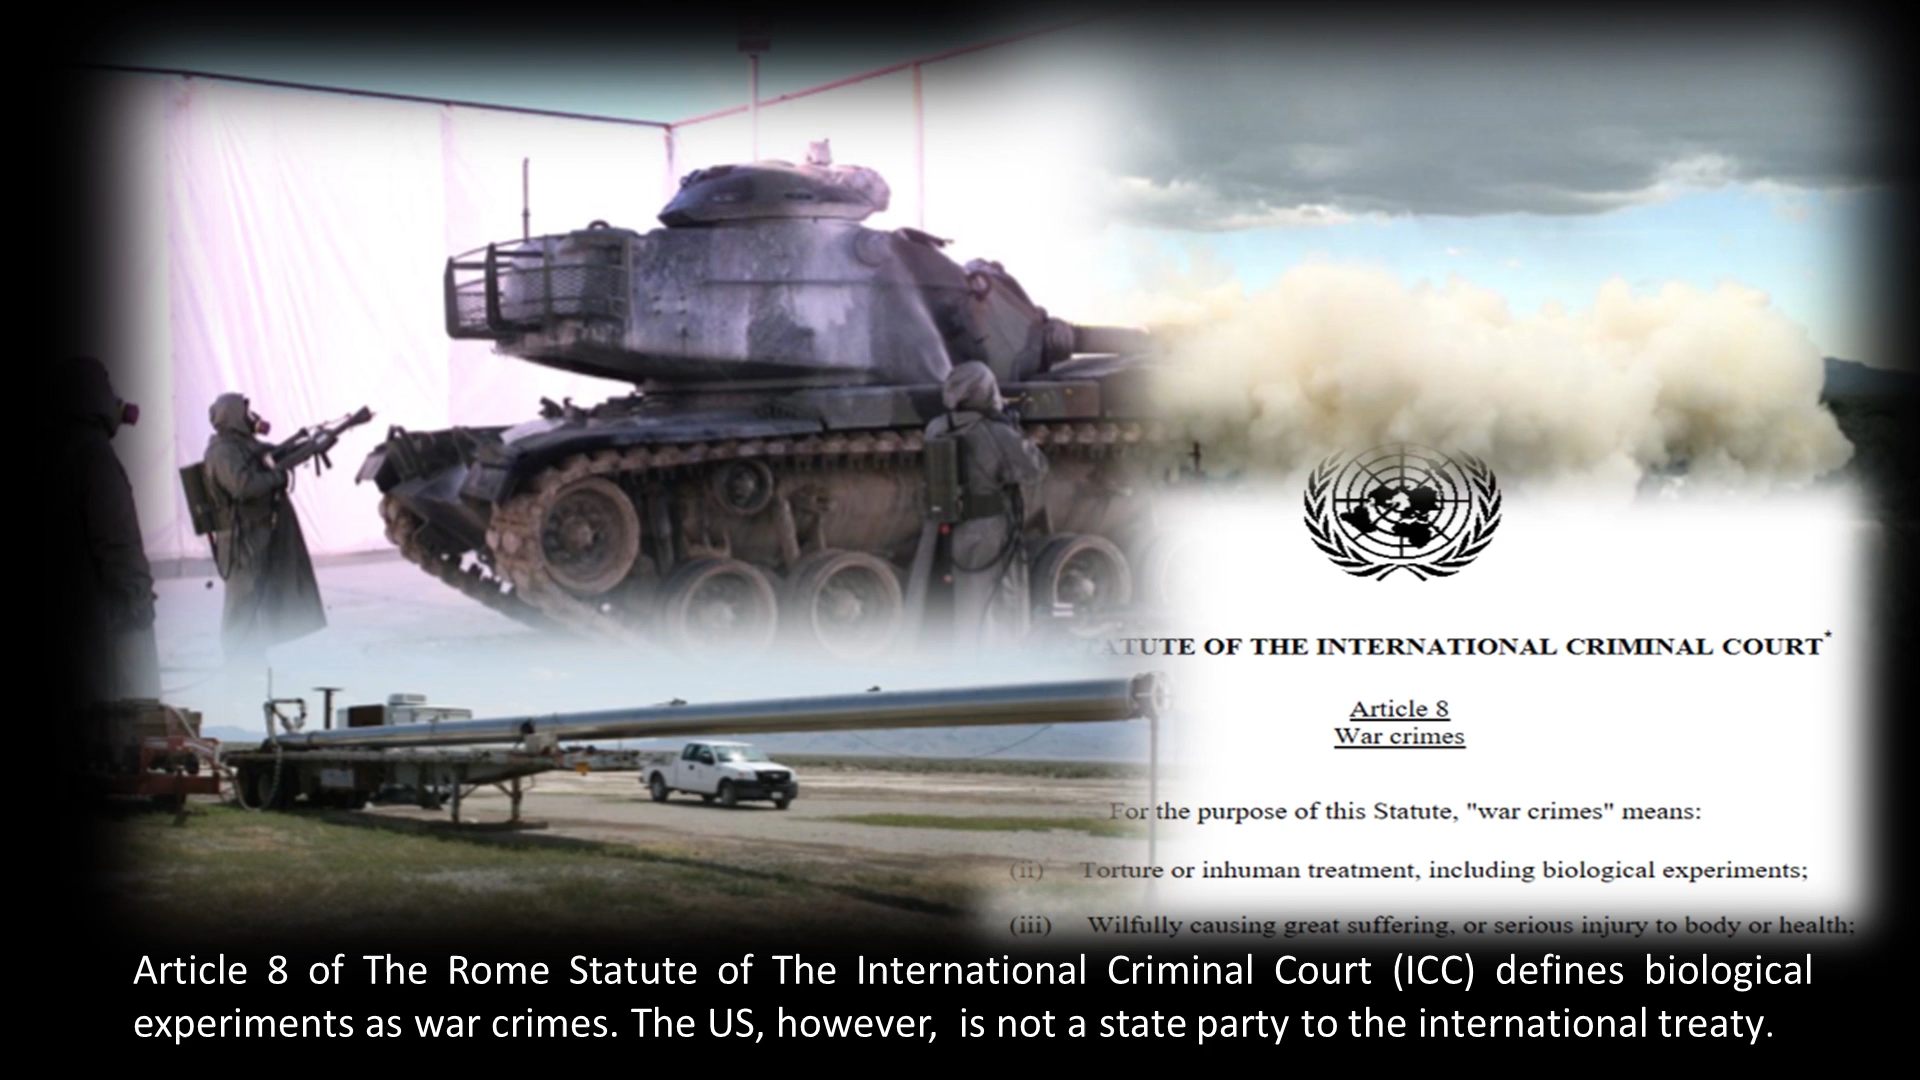 ATUTE OF THE INTERNATIONAL CRIMINAL COURT*
Article 8
War crimes
For the purpose of this Statute, "war crimes" means:
(ii) Torture or inhuman treatment, including biological experiments;
(iii) Wilfully causing great suffering, or serious injury to body or health;
Article 8 of The Rome Statute of The International Criminal Court (ICC) defines biological
experiments as war crimes. The US, however, is not a state party to the international treaty.